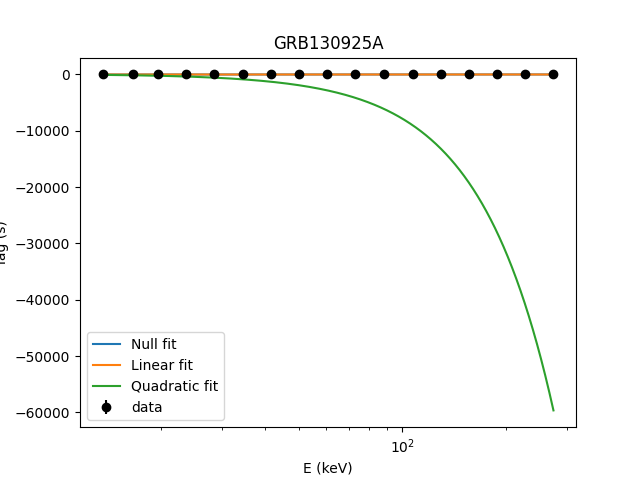 GRB130925A
0
−10000
−20000
−30000
−40000
−50000
−60000
lag (s)
Null fit
Linear fit
Quadratic fit
data
10²
E (keV)